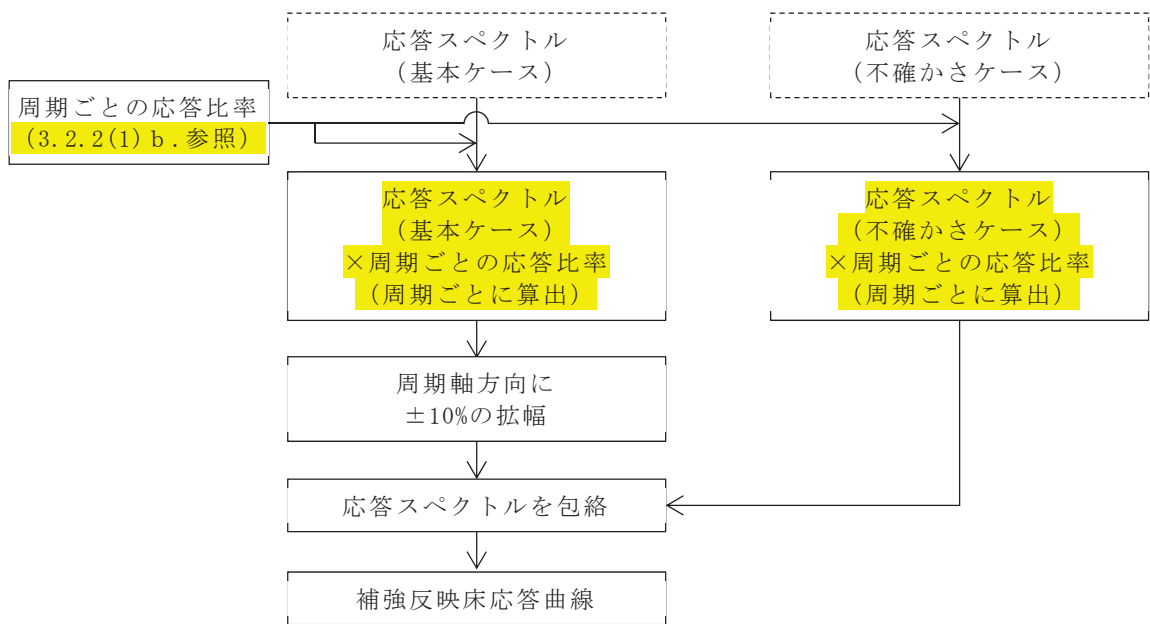 応答スペクトル
(基本ケース)
応答スペクトル
(不確かさケース)
周期ごとの応答比率
(3.2.2(1)ｂ.参照)
応答スペクトル
(基本ケース)
×周期ごとの応答比率
(周期ごとに算出)
応答スペクトル
(不確かさケース)
×周期ごとの応答比率
(周期ごとに算出)
周期軸方向に
±10%の拡幅
応答スペクトルを包絡
補強反映床応答曲線